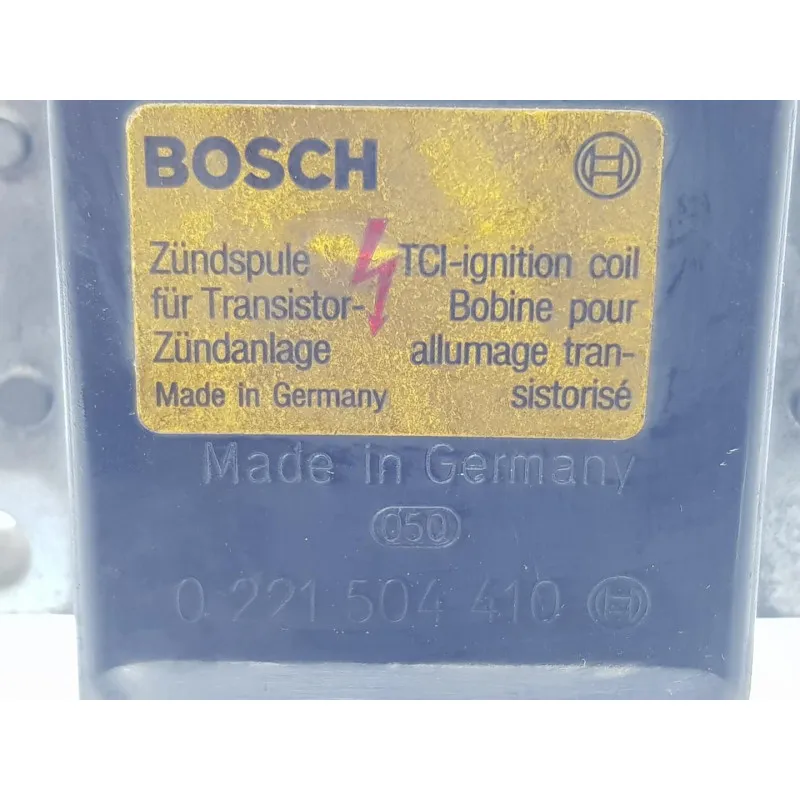 BOSCH
Zündspule
für Transistor-
Zündanlage
Made in Germany
TCI-ignition coil
Bobine pour
allumage tran-
sistorisé
Made in Germany
050
0 221 504 410